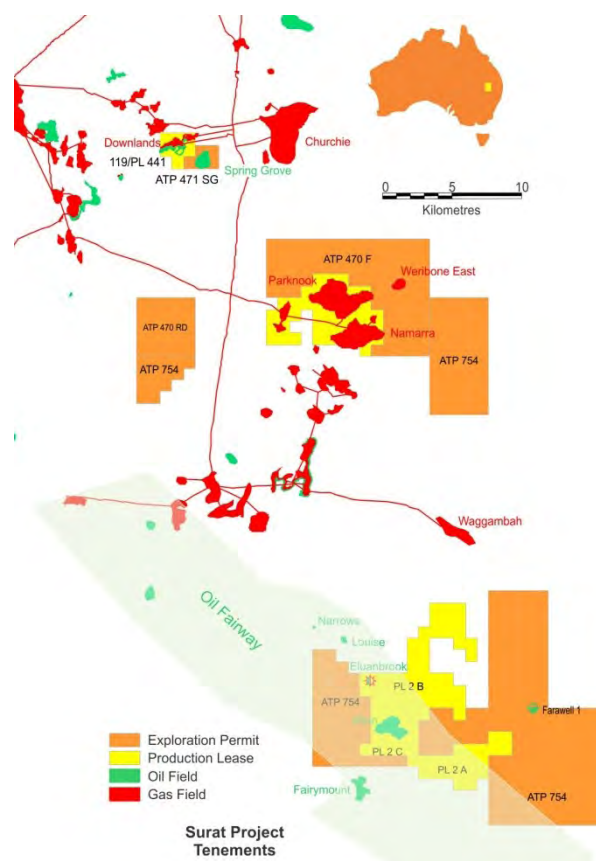 Downlands
Churchie
119/PL 441
Spring Grove
ATP 471 SG
0
5
10
Kilometres
ATP 470 F
Parknook
Weribone East
ATP 470 RD
Namarra
ATP 754
ATP 754
Waggambah
Oil Fairway
Narrows
Louise
Eluanbrook
PL 2 B
ATP 754
Farawell 1
PL 2 C
PL 2 A
Exploration Permit
Production Lease
Oil Field
Gas Field
Fairymount
ATP 754
Surat Project
Tenements